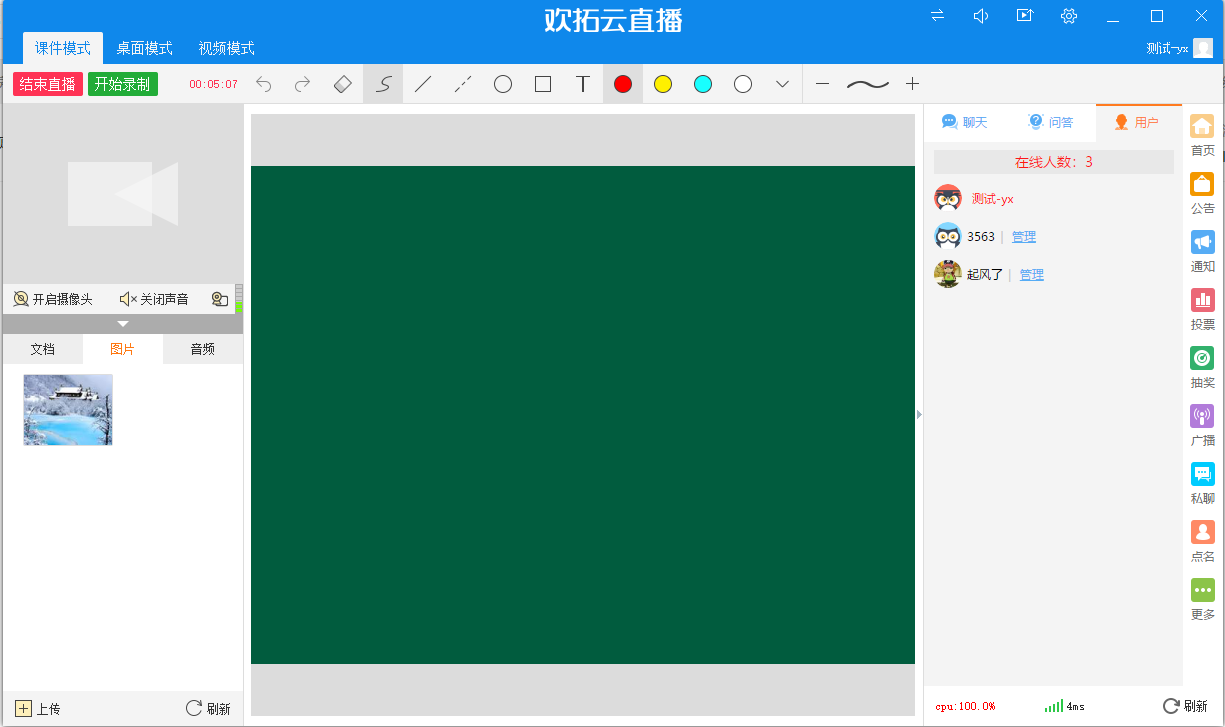 欢拓云直播
课件模式 桌面模式 视频模式
测试-yx
结束直播 开始录制 00:05:07 T
聊天 问答 用户
在线人数：3
测试-yx
3563 | 管理
起风了 | 管理
开启摄像头 关闭声音
文档 图片 音频
首页
公告
通知
投票
抽奖
广播
私聊
点名
更多
上传 刷新
cpu:100.0% 4ms 刷新